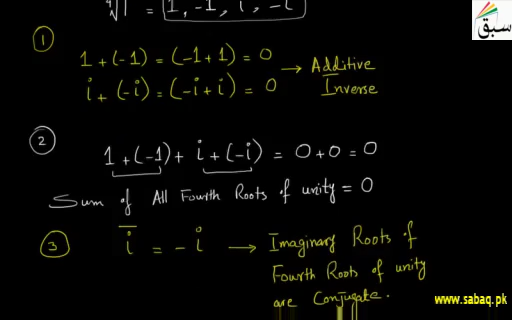 ∜1 = 1, -1, i, -i
سبق
1
1 + (-1) = (-1 + 1) = 0
i + (-i) = (-i + i) = 0 → Additive Inverse
2
1 + (-1) + i + (-i) = 0 + 0 = 0
Sum of All Fourth Roots of unity = 0
3
i̅ = -i → Imaginary Roots of
Fourth Roots of unity
are Conjugate.
www.sabaq.pk